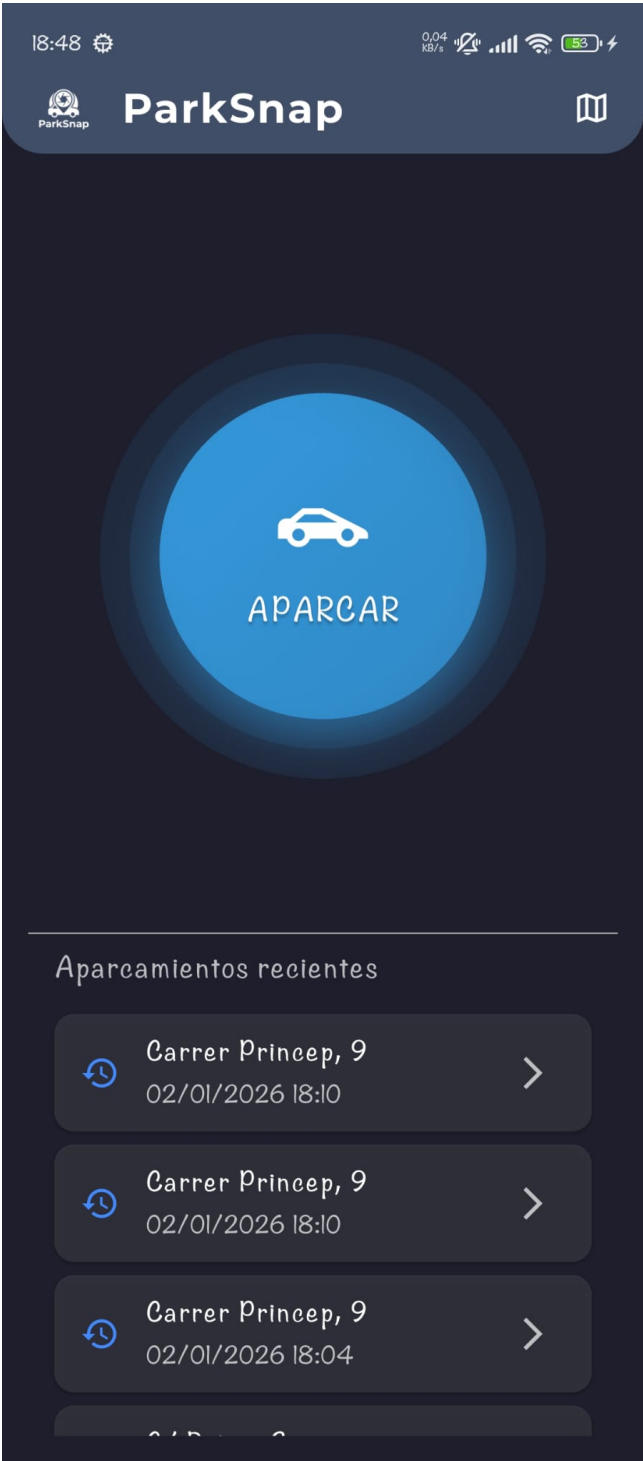 18:48
0,04
KB/s
53
ParkSnap
ParkSnap
APARCAR
Aparcamientos recientes
Carrer Princep, 9
02/01/2026 18:10
Carrer Princep, 9
02/01/2026 18:10
Carrer Princep, 9
02/01/2026 18:04